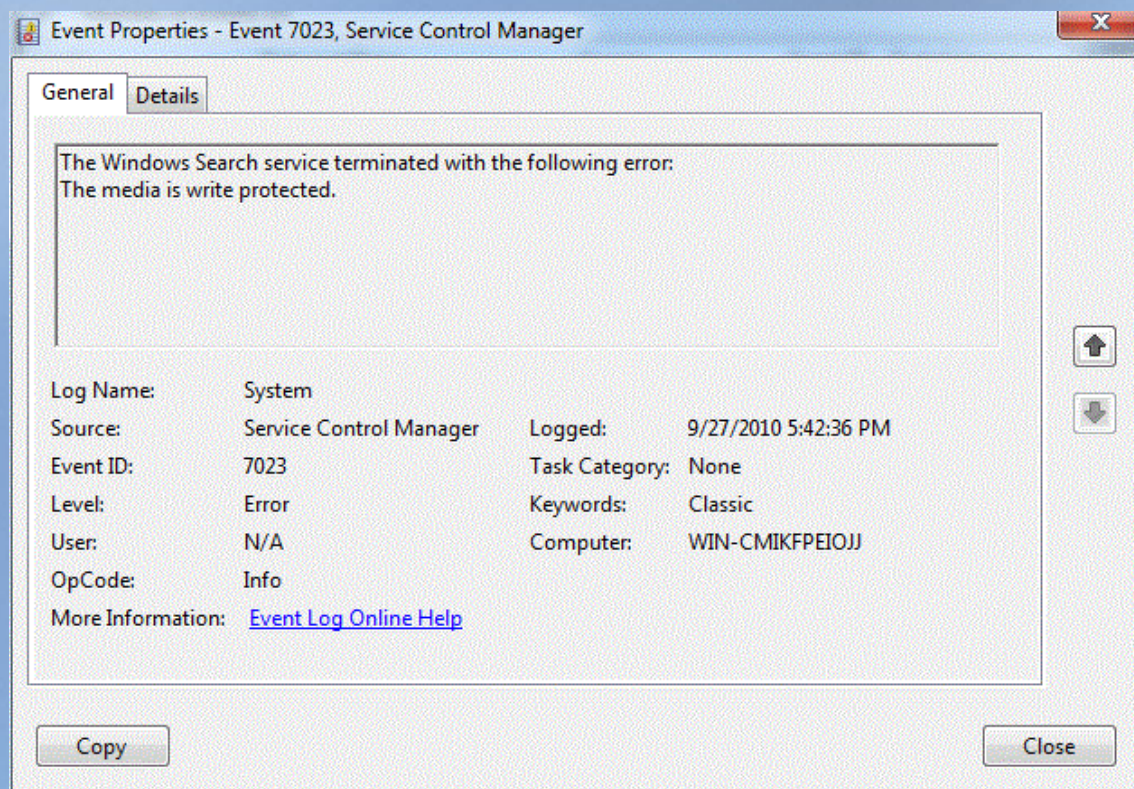 Event Properties - Event 7023, Service Control Manager
General Details
The Windows Search service terminated with the following error:
The media is write protected.
Log Name: System
Source: Service Control Manager Logged: 9/27/2010 5:42:36 PM
Event ID: 7023 Task Category: None
Level: Error Keywords: Classic
User: N/A Computer: WIN-CMIKFPEIOJJ
OpCode: Info
More Information: Event Log Online Help
Copy Close